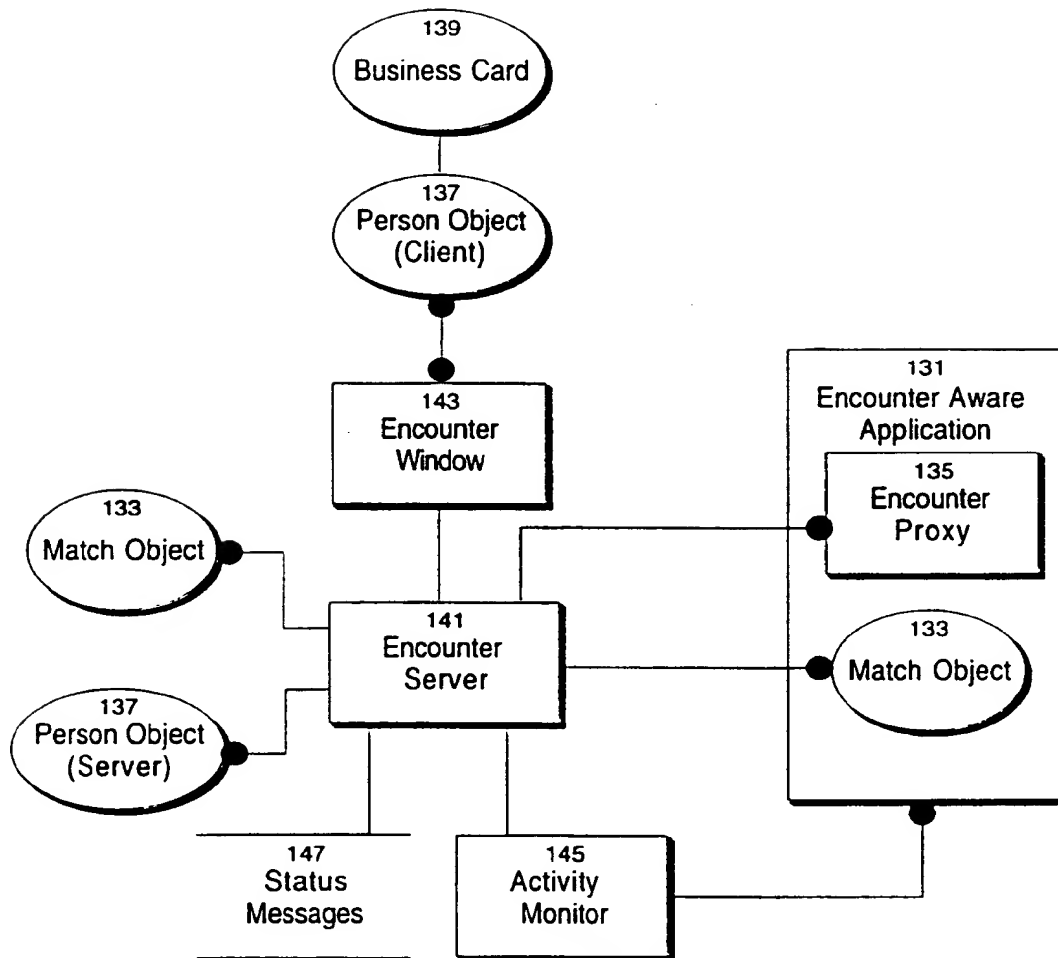 139
Business Card
137
Person Object
(Client)
143
Encounter
Window
131
Encounter Aware
Application
135
Encounter
Proxy
133
Match Object
133
Match Object
141
Encounter
Server
137
Person Object
(Server)
147
Status
Messages
145
Activity
Monitor